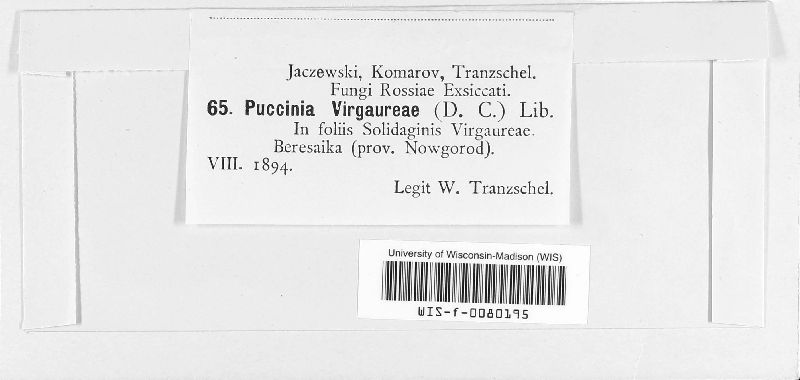 Jaczewski, Komarov, Tranzschel.
Fungi Rossiae Exsiccati.
65. Puccinia Virgaureae (D. C.) Lib.
In foliis Solidaginis Virgaureae.
Beresaika (prov. Nowgorod).
VIII. 1894.
Legit W. Tranzschel.
University of Wisconsin-Madison (WIS)
WIS-f-0080195